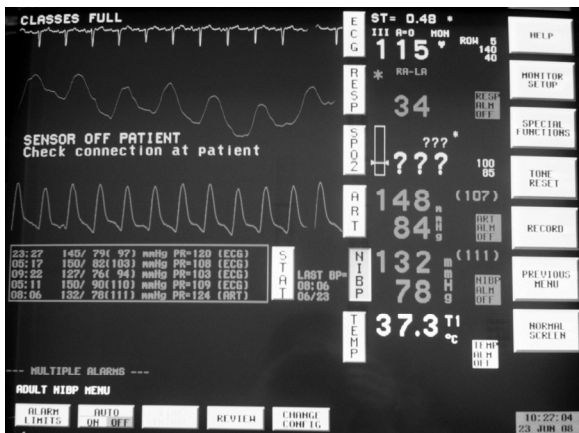 CLASSES FULL
ECG
ST= 0.48 *
III A=0 MON
115
ROW 5
140
40
HELP
RESP
* RA-LA
34
RESP
ALM
OFF
MONITOR
SETUP
SENSOR OFF PATIENT
Check connection at patient
SPO2
??? *
???
100
85
SPECIAL
FUNCTIONS
TONE
RESET
ART
148
84
mmHg
(107)
ART
ALM
OFF
RECORD
23:27 145/ 79( 97) mmHg PR=120 (ECG)
05:17 150/ 82(103) mmHg PR=108 (ECG)
09:22 127/ 76( 94) mmHg PR=103 (ECG)
05:11 150/ 90(110) mmHg PR=109 (ECG)
08:06 132/ 78(111) mmHg PR=124 (ART)
STAT
LAST BP=
08:06
06/23
NIBP
132
78
mmHg
(111)
NIBP
ALM
OFF
PREVIOUS
MENU
TEMP
37.3 T1
°C
TEMP
ALM
OFF
NORMAL
SCREEN
--- MULTIPLE ALARMS ---
ADULT NIBP MENU
ALARM
LIMITS
AUTO
ON OFF
REVIEW
CHANGE
CONFIG
10:27:04
23 JUN 08